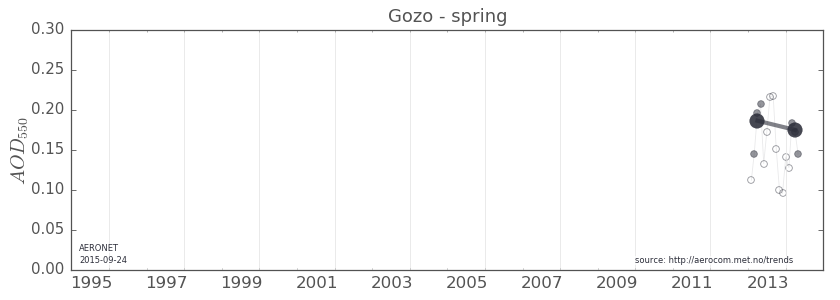 Gozo - spring
0.30
0.25
0.20
0.15
0.10
0.05
0.00
AOD550
AERONET
2015-09-24
source: http://aerocom.met.no/trends
1995 1997 1999 2001 2003 2005 2007 2009 2011 2013